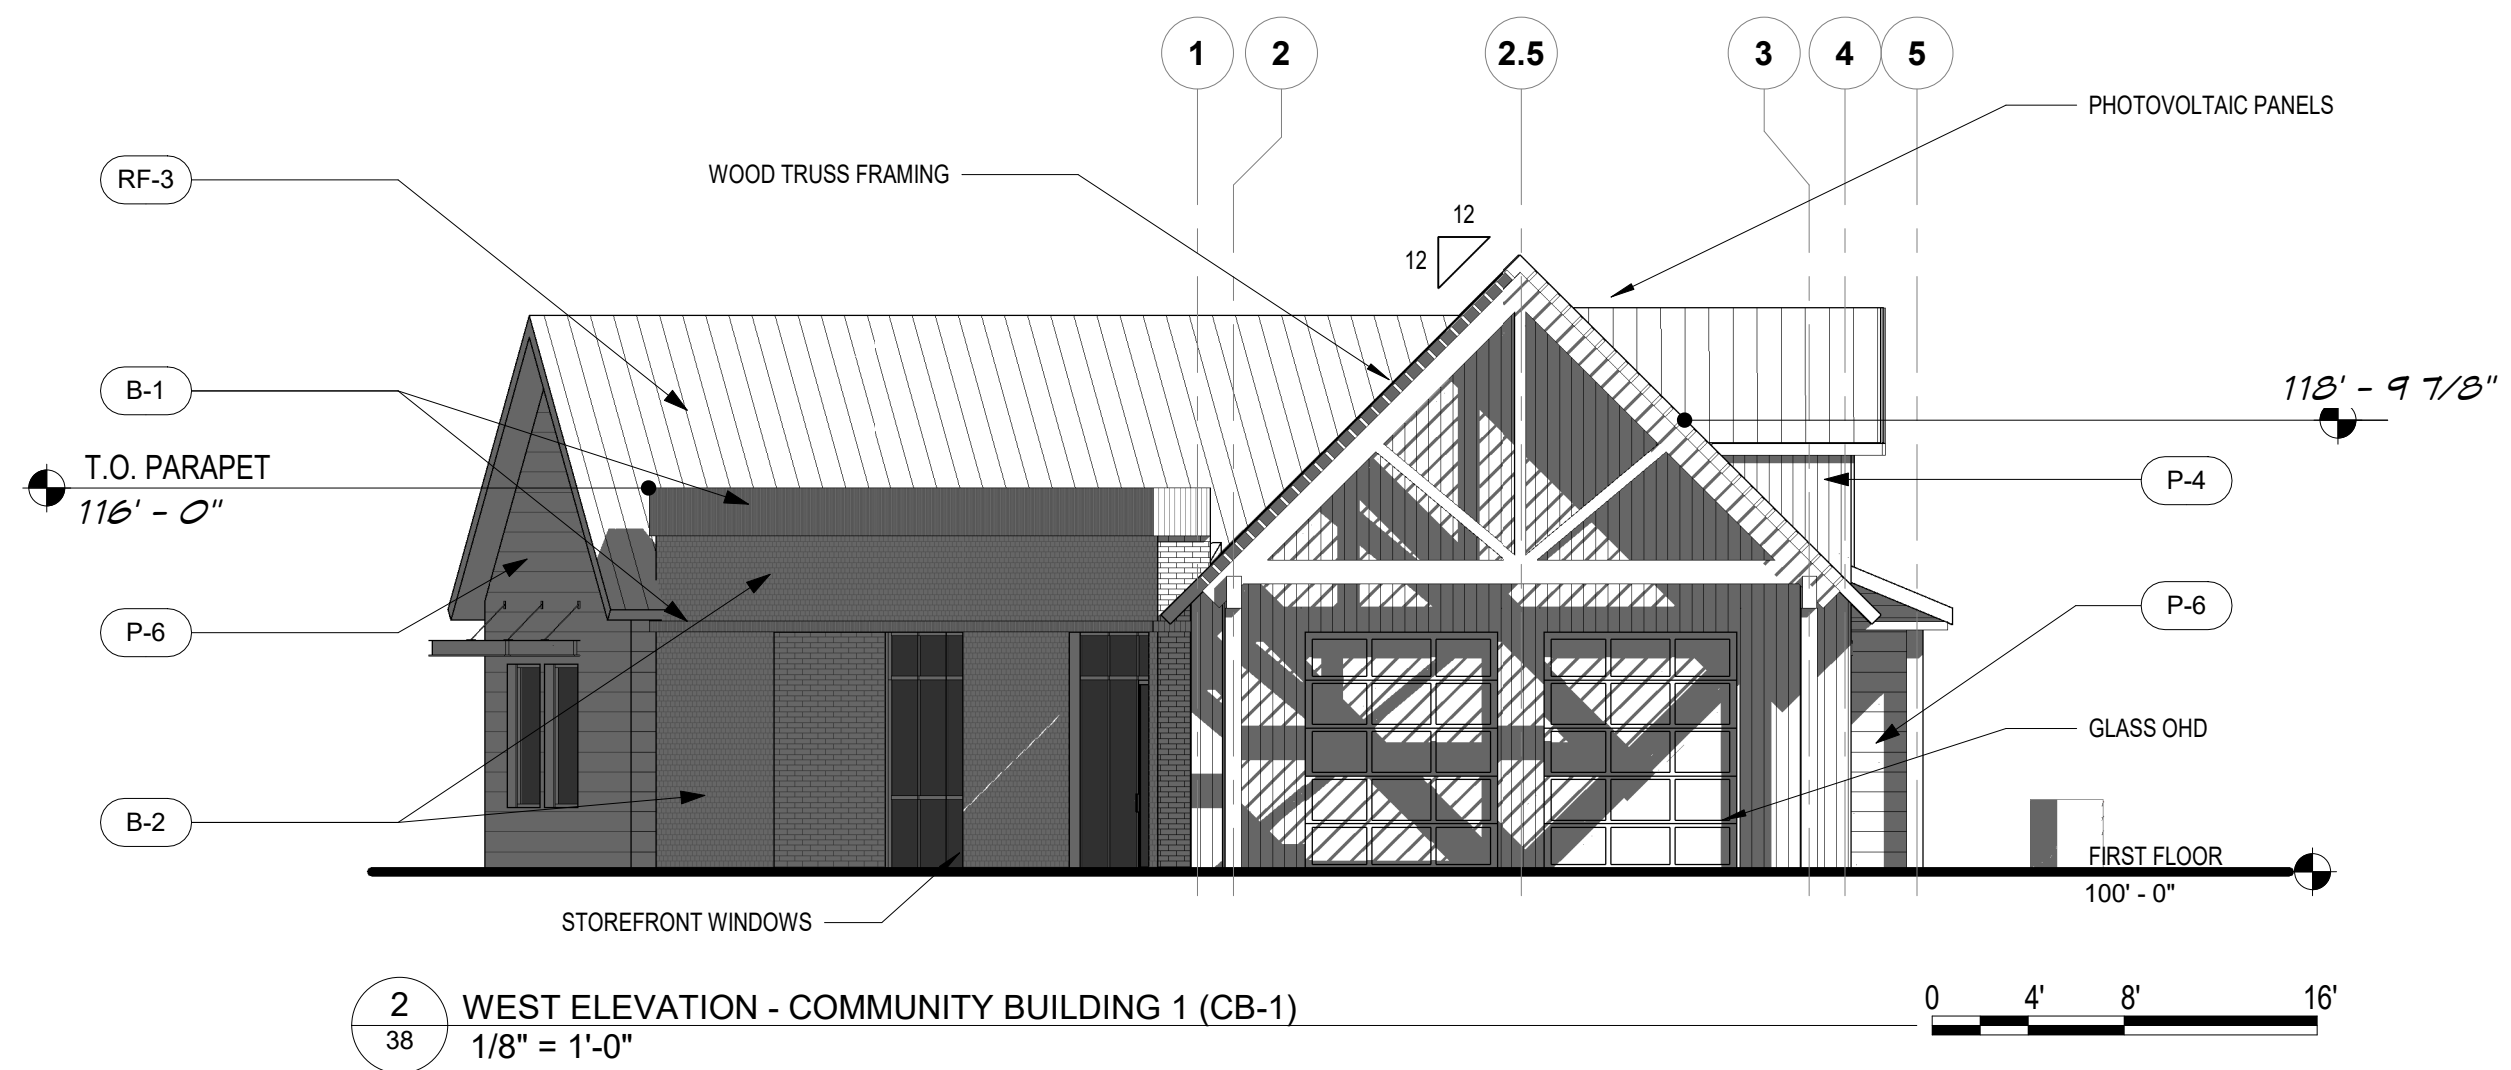 1 2 2.5 3 4 5
PHOTOVOLTAIC PANELS
WOOD TRUSS FRAMING
RF-3
12
12
B-1
118' - 9 7/8"
T.O. PARAPET
116' - 0"
P-4
P-6
P-6
GLASS OHD
B-2
FIRST FLOOR
100' - 0"
STOREFRONT WINDOWS
2
38
WEST ELEVATION - COMMUNITY BUILDING 1 (CB-1)
1/8" = 1'-0"
0 4' 8' 16'